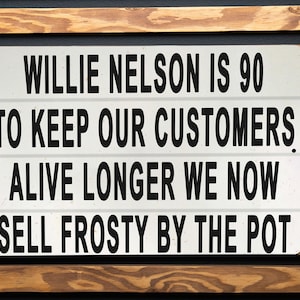 WILLIE NELSON IS 90
TO KEEP OUR CUSTOMERS
ALIVE LONGER WE NOW
SELL FROSTY BY THE POT